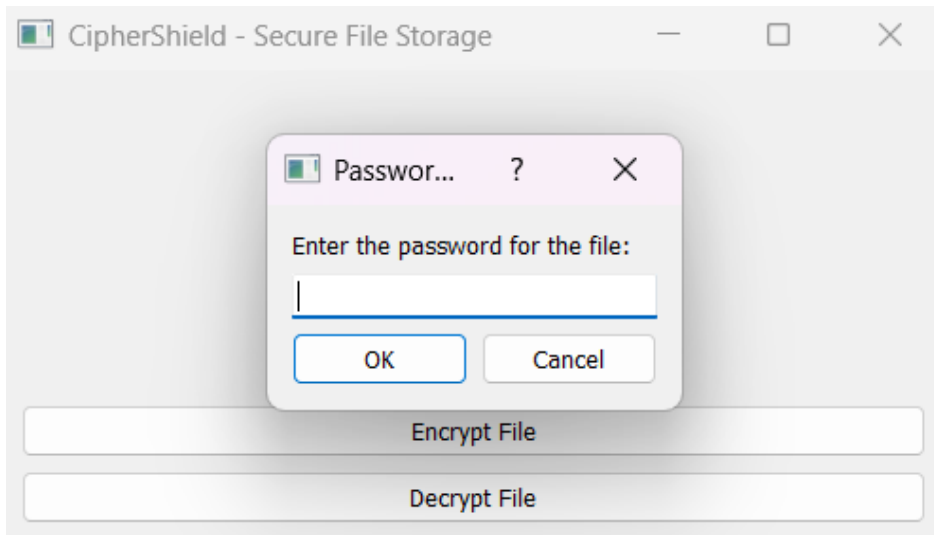 CipherShield - Secure File Storage
Passwor... ?
Enter the password for the file:
OK Cancel
Encrypt File
Decrypt File